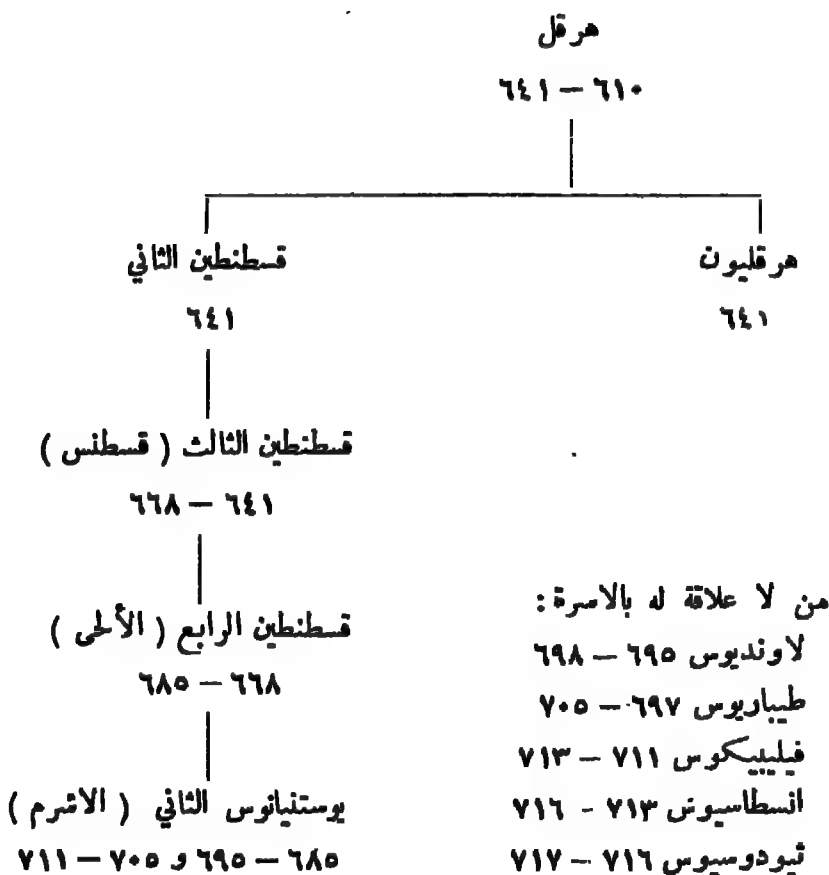 هرقل
٦١٠ — ٦٤١
هرقليون
قسطنطين الثاني
٦٤١
٦٤١
قسطنطين الثالث ( قسطنس )
٦٤١ — ٦٦٨
قسطنطين الرابع ( الألحى )
٦٦٨ — ٦٨٥
يوستنيانوس الثاني ( الاشرم )
٦٨٥ — ٦٩٥ و ٧٠٥ — ٧١١
من لا علاقة له بالاسرة :
لاونديوس ٦٩٥ — ٦٩٨
طيباريوس ٦٩٧ — ٧٠٥
فيليبيكوس ٧١١ — ٧١٣
انسطاسيوس ٧١٣ - ٧١٦
ثيودوسيوس ٧١٦ — ٧١٧